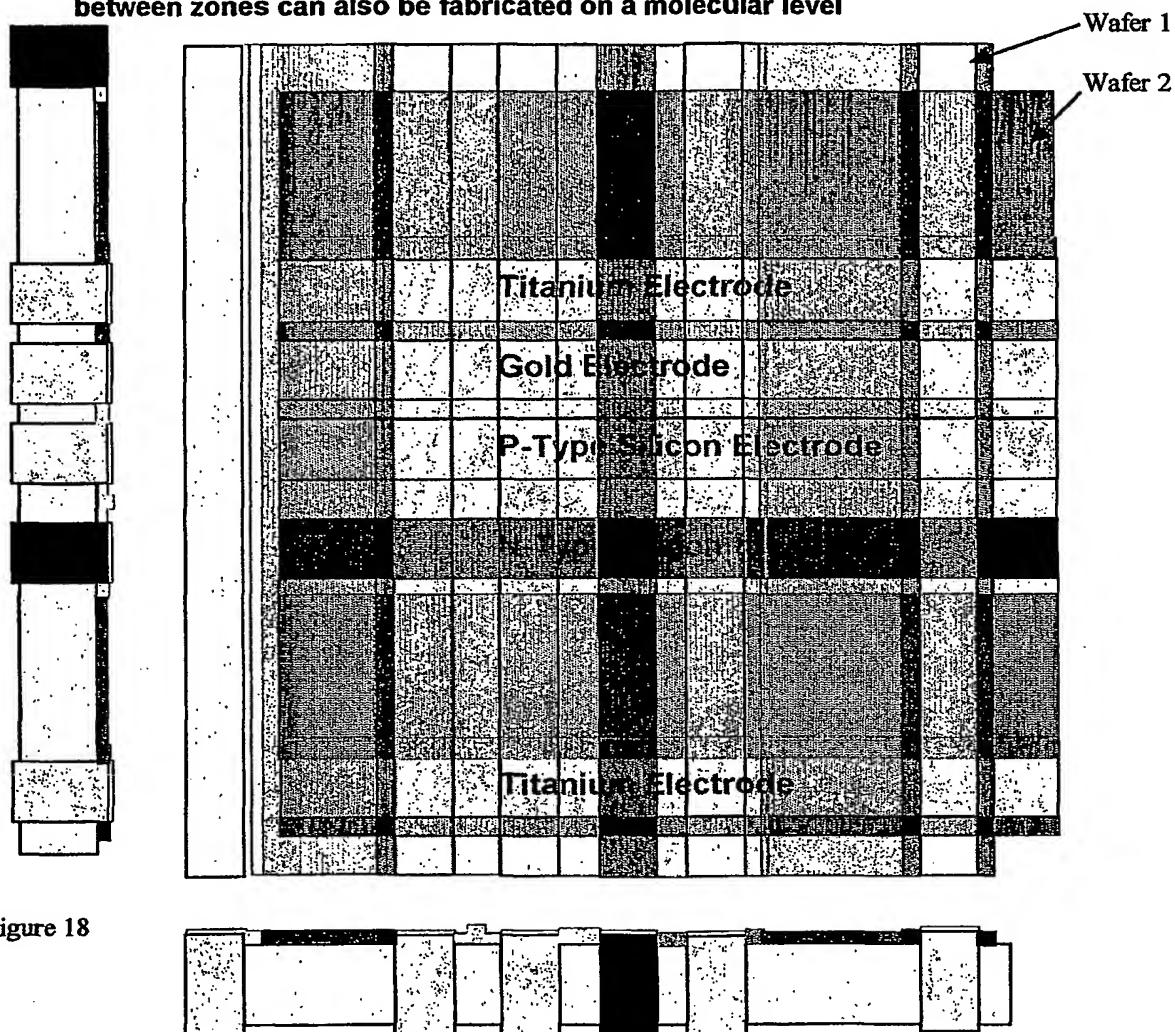 between zones can also be fabricated on a molecular level
Wafer 1
Wafer 2
Titanium Electrode
Gold Electrode
P-Type Silicon Electrode
N-Type
Titanium Electrode
igure 18